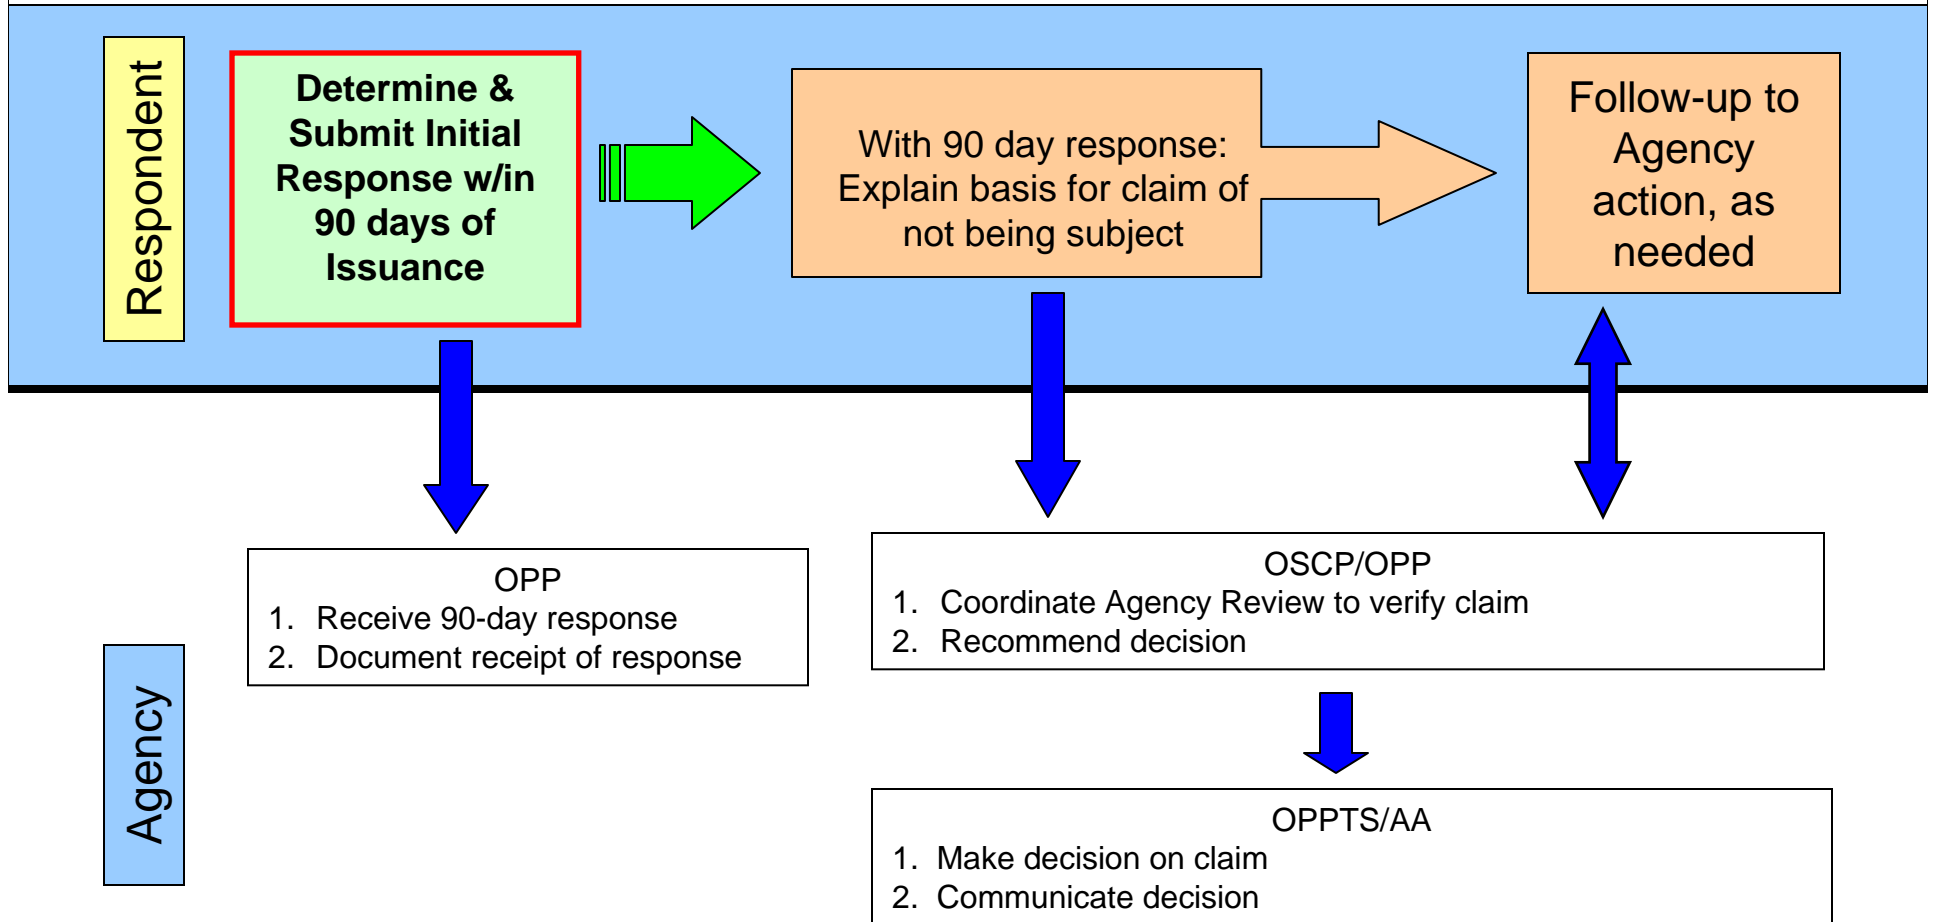 Respondent
Determine &
Submit Initial
Response w/in
90 days of
Issuance
With 90 day response:
Explain basis for claim of
not being subject
Follow-up to
Agency
action, as
needed
OPP
1. Receive 90-day response
2. Document receipt of response
OSCP/OPP
1. Coordinate Agency Review to verify claim
2. Recommend decision
Agency
OPPTS/AA
1. Make decision on claim
2. Communicate decision